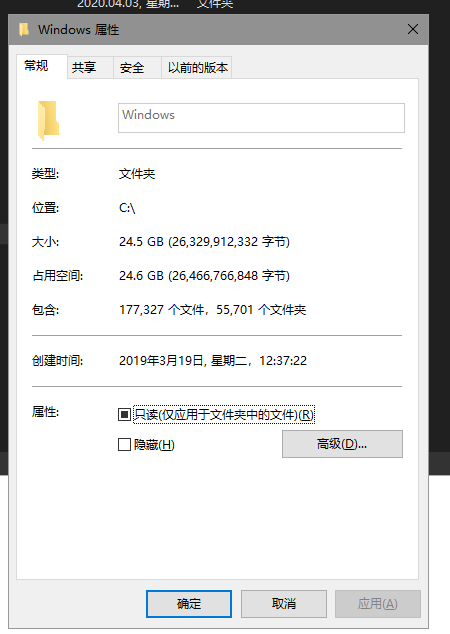 2020.04.03, 星期... 文件夹
Windows 属性
常规 共享 安全 以前的版本
Windows
类型: 文件夹
位置: C:\
大小: 24.5 GB (26,329,912,332 字节)
占用空间: 24.6 GB (26,466,766,848 字节)
包含: 177,327 个文件，55,701 个文件夹
创建时间: 2019年3月19日, 星期二，12:37:22
属性: 只读(仅应用于文件夹中的文件)(R)
隐藏(H) 高级(D)...
确定 取消 应用(A)